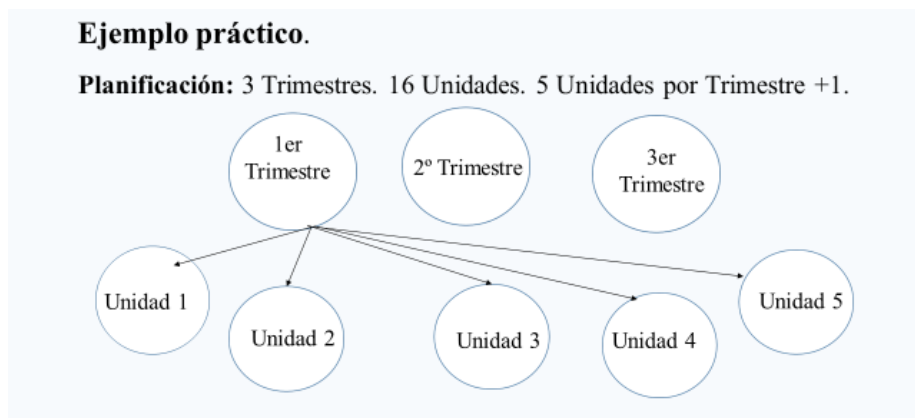 Ejemplo práctico.
Planificación: 3 Trimestres. 16 Unidades. 5 Unidades por Trimestre +1.
1er
Trimestre
2º Trimestre
3er
Trimestre
Unidad 1
Unidad 2
Unidad 3
Unidad 4
Unidad 5